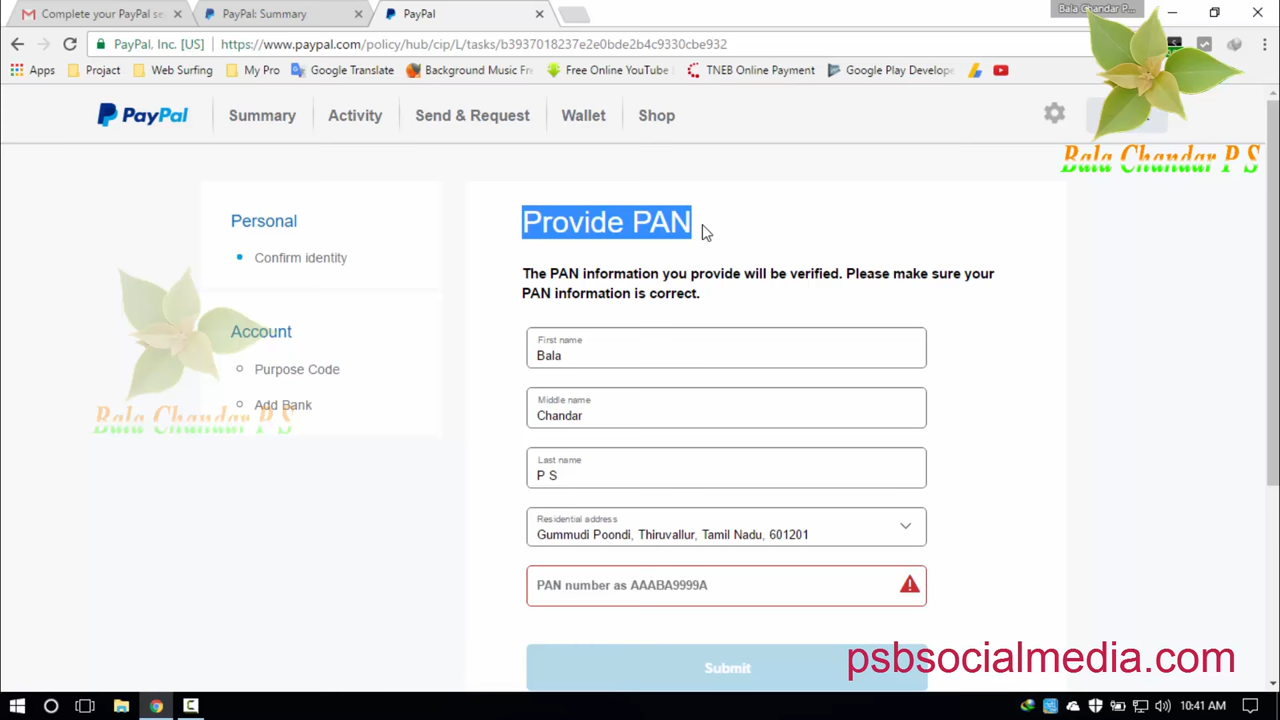 Complete your PayPal se
PayPal: Summary
PayPal
Bala Chandar P...
PayPal, Inc. [US]
https://www.paypal.com/policy/hub/cip/L/tasks/b3937018237e2e0bde2b4c9330cbe932
Apps
Project
Web Surfing
My Pro
Google Translate
Background Music Fr
Free Online YouTube
TNEB Online Payment
Google Play Develope
PayPal
Summary
Activity
Send & Request
Wallet
Shop
Bala Chandar P S
Personal
Confirm identity
Account
Purpose Code
Add Bank
Bala Chandar P S
Provide PAN
The PAN information you provide will be verified. Please make sure your
PAN information is correct.
First name
Bala
Middle name
Chandar
Last name
P S
Residential address
Gummudi Poondi, Thiruvallur, Tamil Nadu, 601201
PAN number as AAABA9999A
Submit
psbsocialmedia.com
10:41 AM